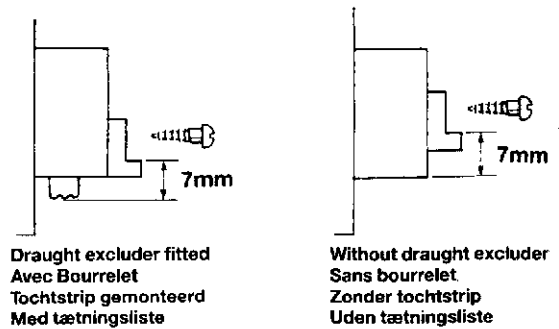 7mm
7mm
Draught excluder fitted
Avec Bourrelet
Tochtstrip gemonteerd
Med tætningsliste
Without draught excluder
Sans bourrelet
Zonder tochtstrip
Uden tætningsliste